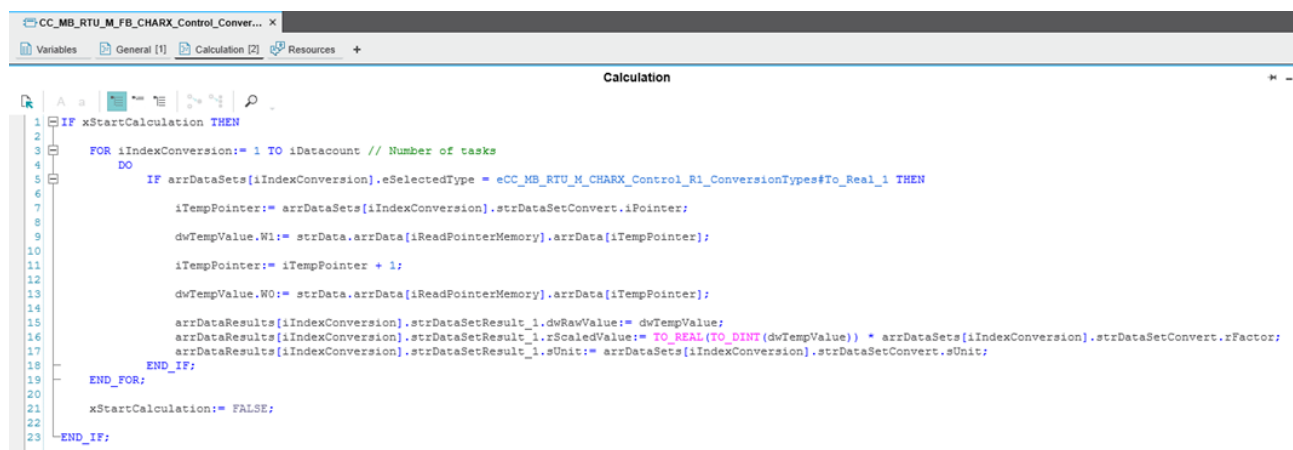 CC_MB_RTU_M_FB_CHARX_Control_Conver... ×
Variables General [1] Calculation [2] Resources +
Calculation
A a
1 IF xStartCalculation THEN
2
3 FOR iIndexConversion:= 1 TO iDatacount // Number of tasks
4 DO
5 IF arrDataSets[iIndexConversion].eSelectedType = eCC_MB_RTU_M_CHARX_Control_R1_ConversionTypes#To_Real_1 THEN
6
7 iTempPointer:= arrDataSets[iIndexConversion].strDataSetConvert.iPointer;
8
9 dwTempValue.W1:= strData.arrData[iReadPointerMemory].arrData[iTempPointer];
10
11 iTempPointer:= iTempPointer + 1;
12
13 dwTempValue.W0:= strData.arrData[iReadPointerMemory].arrData[iTempPointer];
14
15 arrDataResults[iIndexConversion].strDataSetResult_1.dwRawValue:= dwTempValue;
16 arrDataResults[iIndexConversion].strDataSetResult_1.rScaledValue:= TO_REAL(TO_DINT(dwTempValue)) * arrDataSets[iIndexConversion].strDataSetConvert.rFactor;
17 arrDataResults[iIndexConversion].strDataSetResult_1.sUnit:= arrDataSets[iIndexConversion].strDataSetConvert.sUnit;
18 END_IF;
19 END_FOR;
20
21 xStartCalculation:= FALSE;
22
23 END_IF;